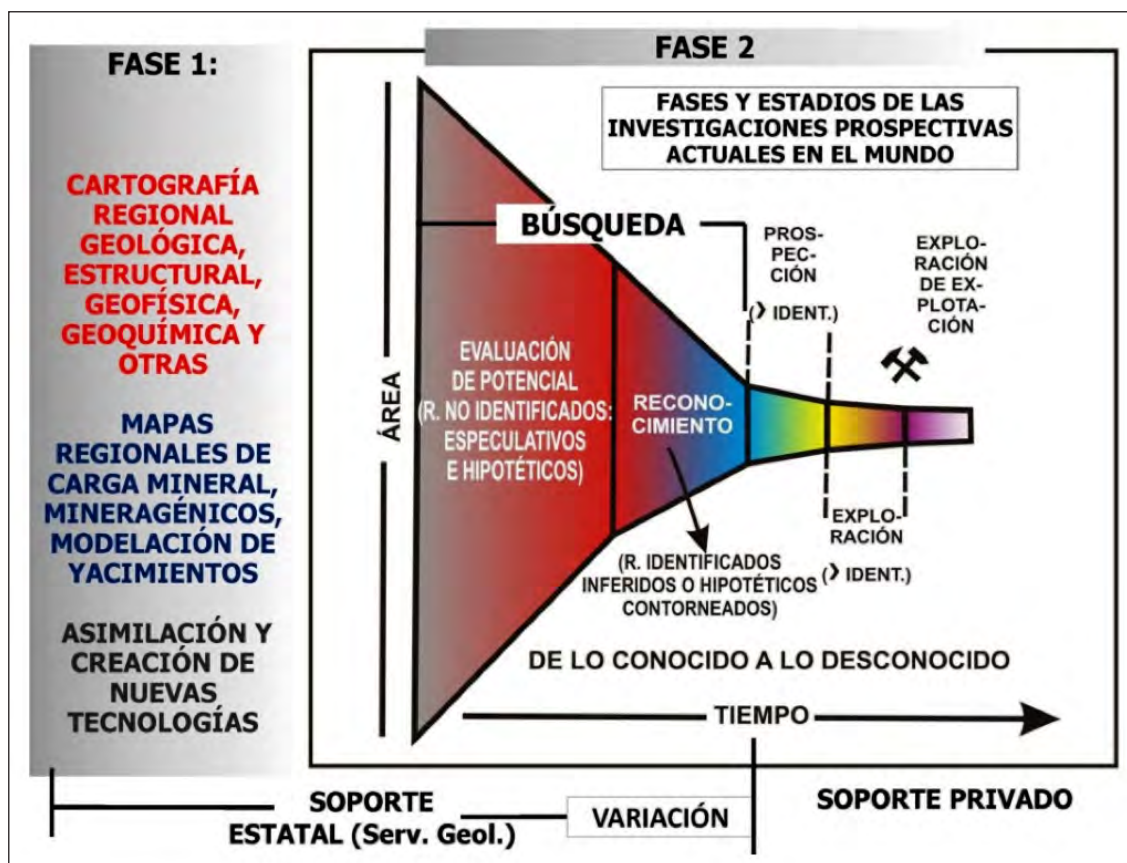 FASE 1:
CARTOGRAFÍA
REGIONAL
GEOLÓGICA,
ESTRUCTURAL,
GEOFÍSICA,
GEOQUÍMICA Y
OTRAS
MAPAS
REGIONALES DE
CARGA MINERAL,
MINERAGÉNICOS,
MODELACIÓN DE
YACIMIENTOS
ASIMILACIÓN Y
CREACIÓN DE
NUEVAS
TECNOLOGÍAS
FASE 2
FASES Y ESTADIOS DE LAS
INVESTIGACIONES PROSPECTIVAS
ACTUALES EN EL MUNDO
BÚSQUEDA
PROS-
PEC-
CIÓN
(> IDENT.)
EXPLO-
RACIÓN
DE EX-
PLOTA-
CIÓN
ÁREA
EVALUACIÓN
DE POTENCIAL
(R. NO IDENTIFICADOS:
ESPECULATIVOS
E HIPOTÉTICOS)
RECONO-
CIMIENTO
(R. IDENTIFICADOS
INFERIDOS O HIPOTÉTICOS
CONTORNEADOS)
EXPLO-
RACIÓN
(> IDENT.)
DE LO CONOCIDO A LO DESCONOCIDO
TIEMPO
SOPORTE
ESTATAL (Serv. Geol.)
VARIACIÓN
SOPORTE PRIVADO